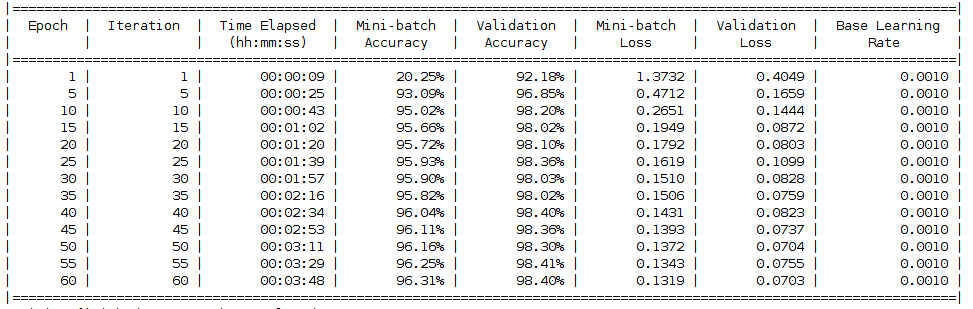 |======================================================================================================================|
|  Epoch  |  Iteration  |  Time Elapsed  |  Mini-batch  |  Validation  |  Mini-batch  |  Validation  |  Base Learning  |
|         |             |   (hh:mm:ss)   |   Accuracy   |   Accuracy   |     Loss     |     Loss     |      Rate       |
|======================================================================================================================|
|       1 |           1 |       00:00:09 |       20.25% |       92.18% |       1.3732 |       0.4049 |          0.0010 |
|       5 |           5 |       00:00:25 |       93.09% |       96.85% |       0.4712 |       0.1659 |          0.0010 |
|      10 |          10 |       00:00:43 |       95.02% |       98.20% |       0.2651 |       0.1444 |          0.0010 |
|      15 |          15 |       00:01:02 |       95.66% |       98.02% |       0.1949 |       0.0872 |          0.0010 |
|      20 |          20 |       00:01:20 |       95.72% |       98.10% |       0.1792 |       0.0803 |          0.0010 |
|      25 |          25 |       00:01:39 |       95.93% |       98.36% |       0.1619 |       0.1099 |          0.0010 |
|      30 |          30 |       00:01:57 |       95.90% |       98.03% |       0.1510 |       0.0828 |          0.0010 |
|      35 |          35 |       00:02:16 |       95.82% |       98.02% |       0.1506 |       0.0759 |          0.0010 |
|      40 |          40 |       00:02:34 |       96.04% |       98.40% |       0.1431 |       0.0823 |          0.0010 |
|      45 |          45 |       00:02:53 |       96.11% |       98.36% |       0.1393 |       0.0737 |          0.0010 |
|      50 |          50 |       00:03:11 |       96.16% |       98.30% |       0.1372 |       0.0704 |          0.0010 |
|      55 |          55 |       00:03:29 |       96.25% |       98.41% |       0.1343 |       0.0755 |          0.0010 |
|      60 |          60 |       00:03:48 |       96.31% |       98.40% |       0.1319 |       0.0703 |          0.0010 |
|======================================================================================================================|